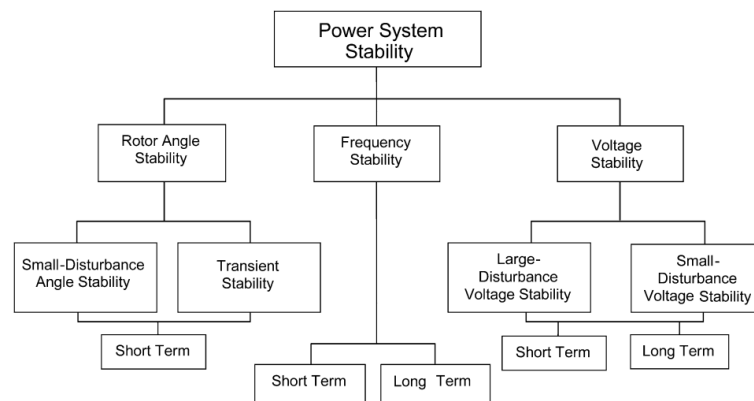 Power System
Stability
Rotor Angle
Stability
Frequency
Stability
Voltage
Stability
Small-Disturbance
Angle Stability
Transient
Stability
Large-
Disturbance
Voltage Stability
Small-
Disturbance
Voltage Stability
Short Term
Short Term
Long Term
Short Term
Long Term